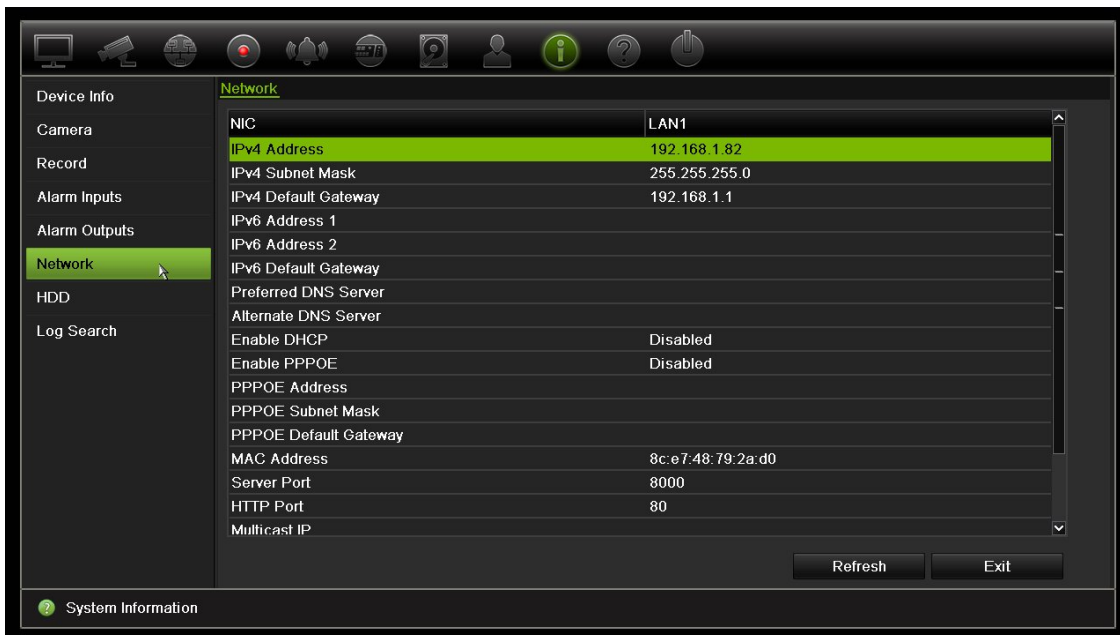 Device Info
Camera
Record
Alarm Inputs
Alarm Outputs
Network
HDD
Log Search
Network
NIC LAN1
IPv4 Address 192.168.1.82
IPv4 Subnet Mask 255.255.255.0
IPv4 Default Gateway 192.168.1.1
IPv6 Address 1
IPv6 Address 2
IPv6 Default Gateway
Preferred DNS Server
Alternate DNS Server
Enable DHCP Disabled
Enable PPPOE Disabled
PPPOE Address
PPPOE Subnet Mask
PPPOE Default Gateway
MAC Address 8c:e7:48:79:2a:d0
Server Port 8000
HTTP Port 80
Multicast IP
Refresh Exit
System Information